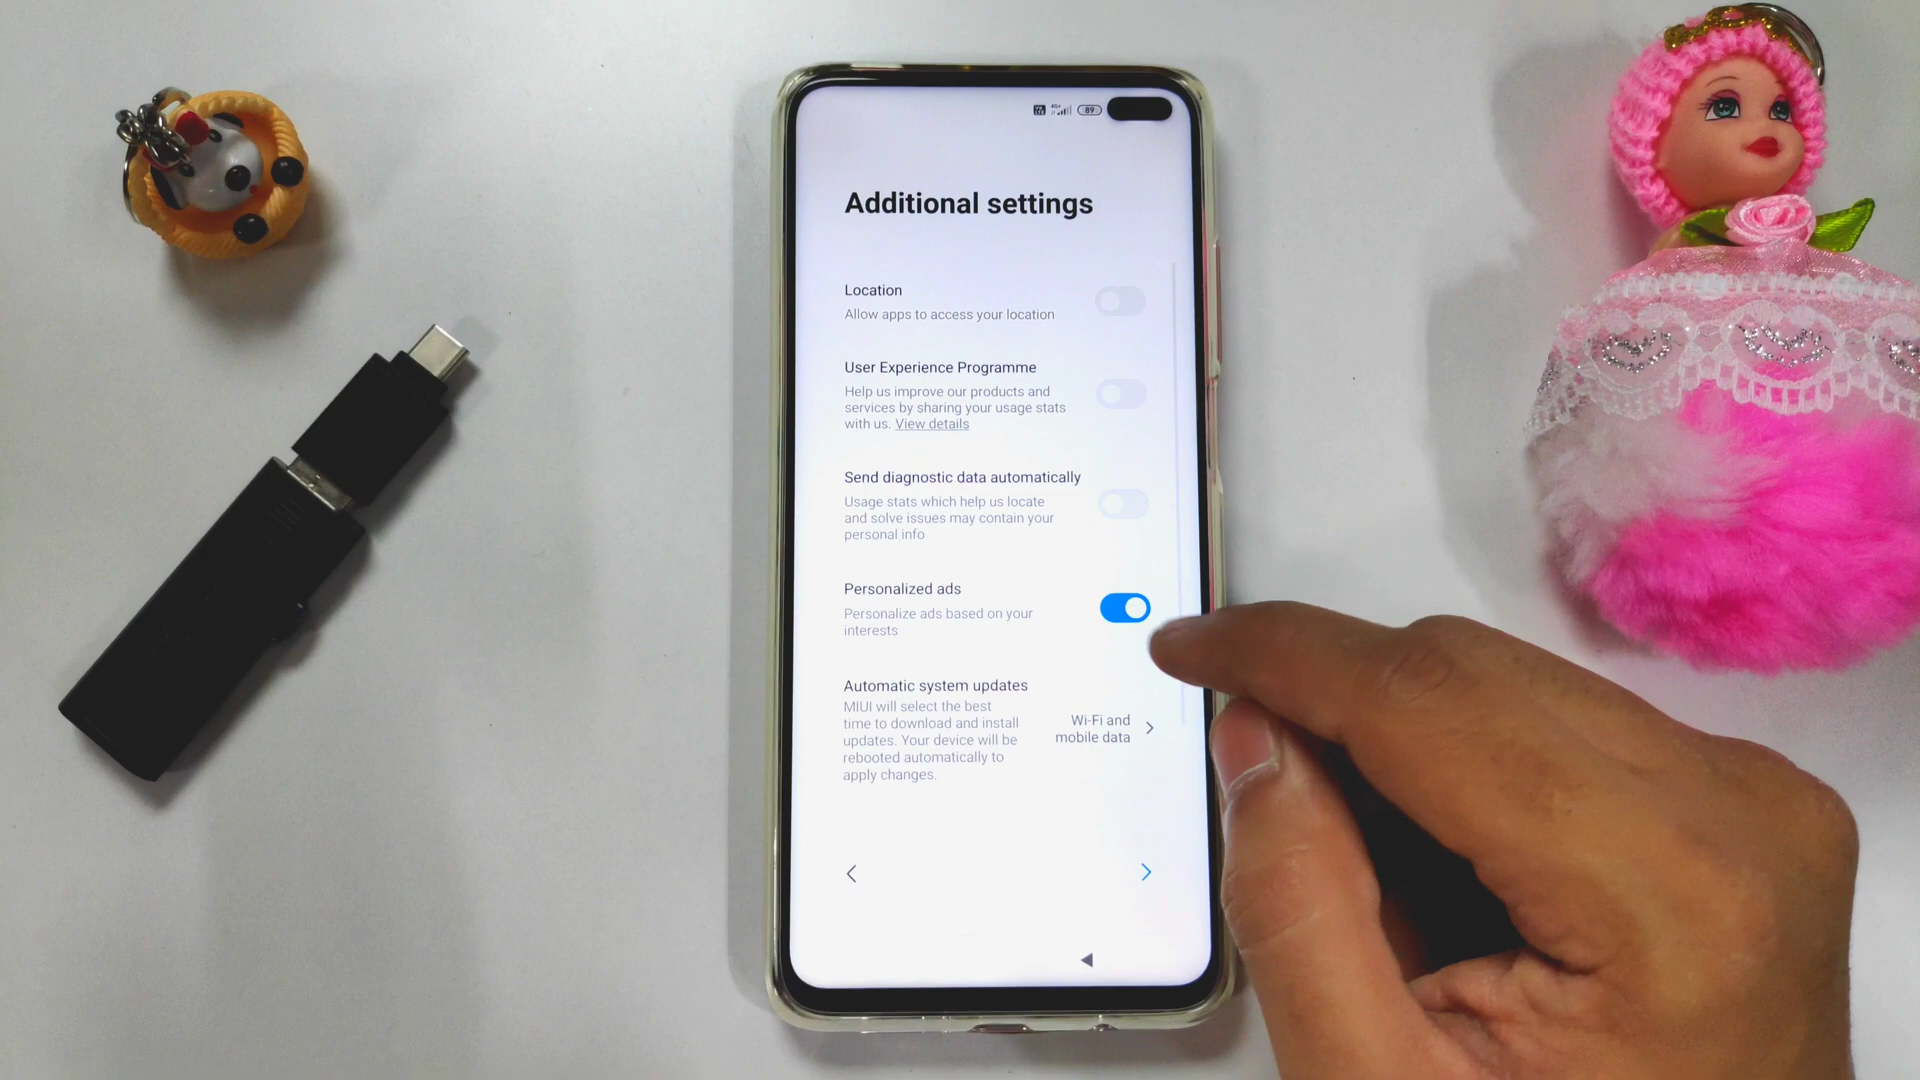 89
Additional settings
Location
Allow apps to access your location
User Experience Programme
Help us improve our products and
services by sharing your usage stats
with us. View details
Send diagnostic data automatically
Usage stats which help us locate
and solve issues may contain your
personal info
Personalized ads
Personalize ads based on your
interests
Automatic system updates
MIUI will select the best
time to download and install
updates. Your device will be
rebooted automatically to
apply changes.
Wi-Fi and
mobile data